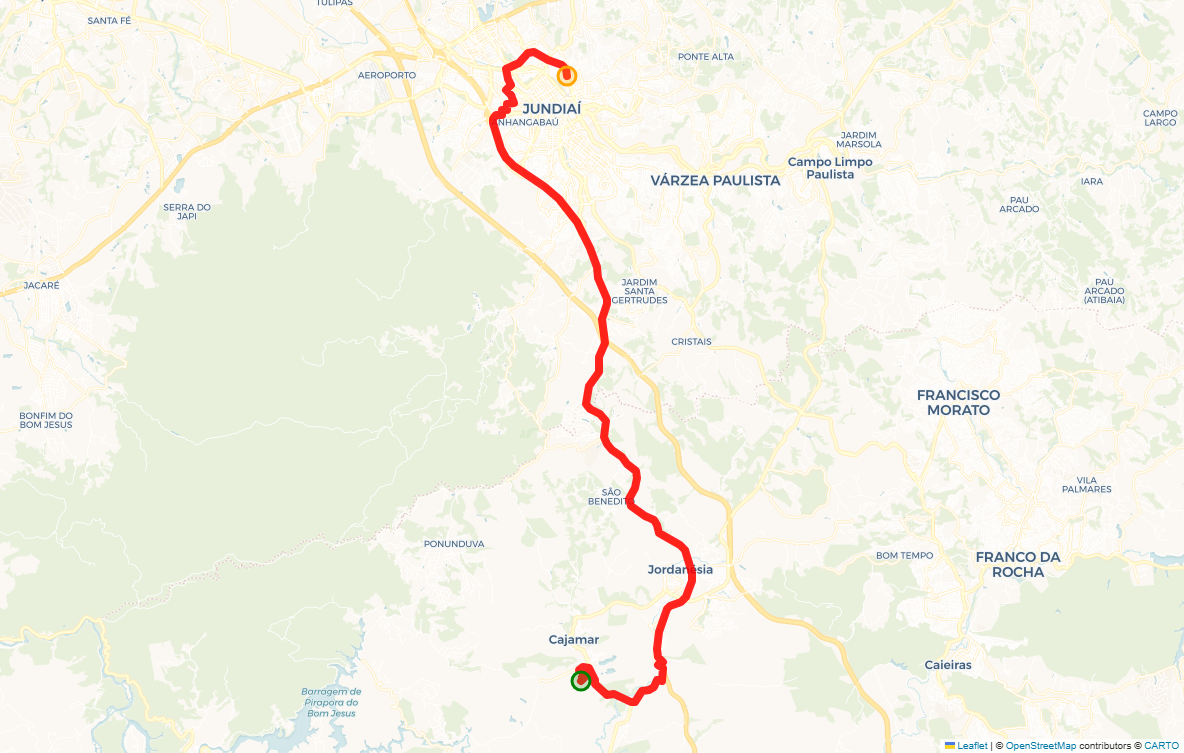 TULIPAS
SANTA FÉ
PONTE ALTA
AEROPORTO
JUNDIAÍ
ANHANGABAÚ
CAMPO
LARGO
JARDIM
MARSOLA
Campo Limpo
Paulista
VÁRZEA PAULISTA
IARA
SERRA DO
JAPI
PAU
ARCADO
JACARÉ
JARDIM
SANTA
GERTRUDES
PAU
ARCADO
(ATIBAIA)
CRISTAIS
FRANCISCO
MORATO
BONFIM DO
BOM JESUS
VILA
PALMARES
SÃO
BENEDITO
PONUNDUVA
BOM TEMPO
FRANCO DA
ROCHA
Jordanésia
Cajamar
Caieiras
Barragem de
Pirapora do
Bom Jesus
Leaflet | © OpenStreetMap contributors © CARTO